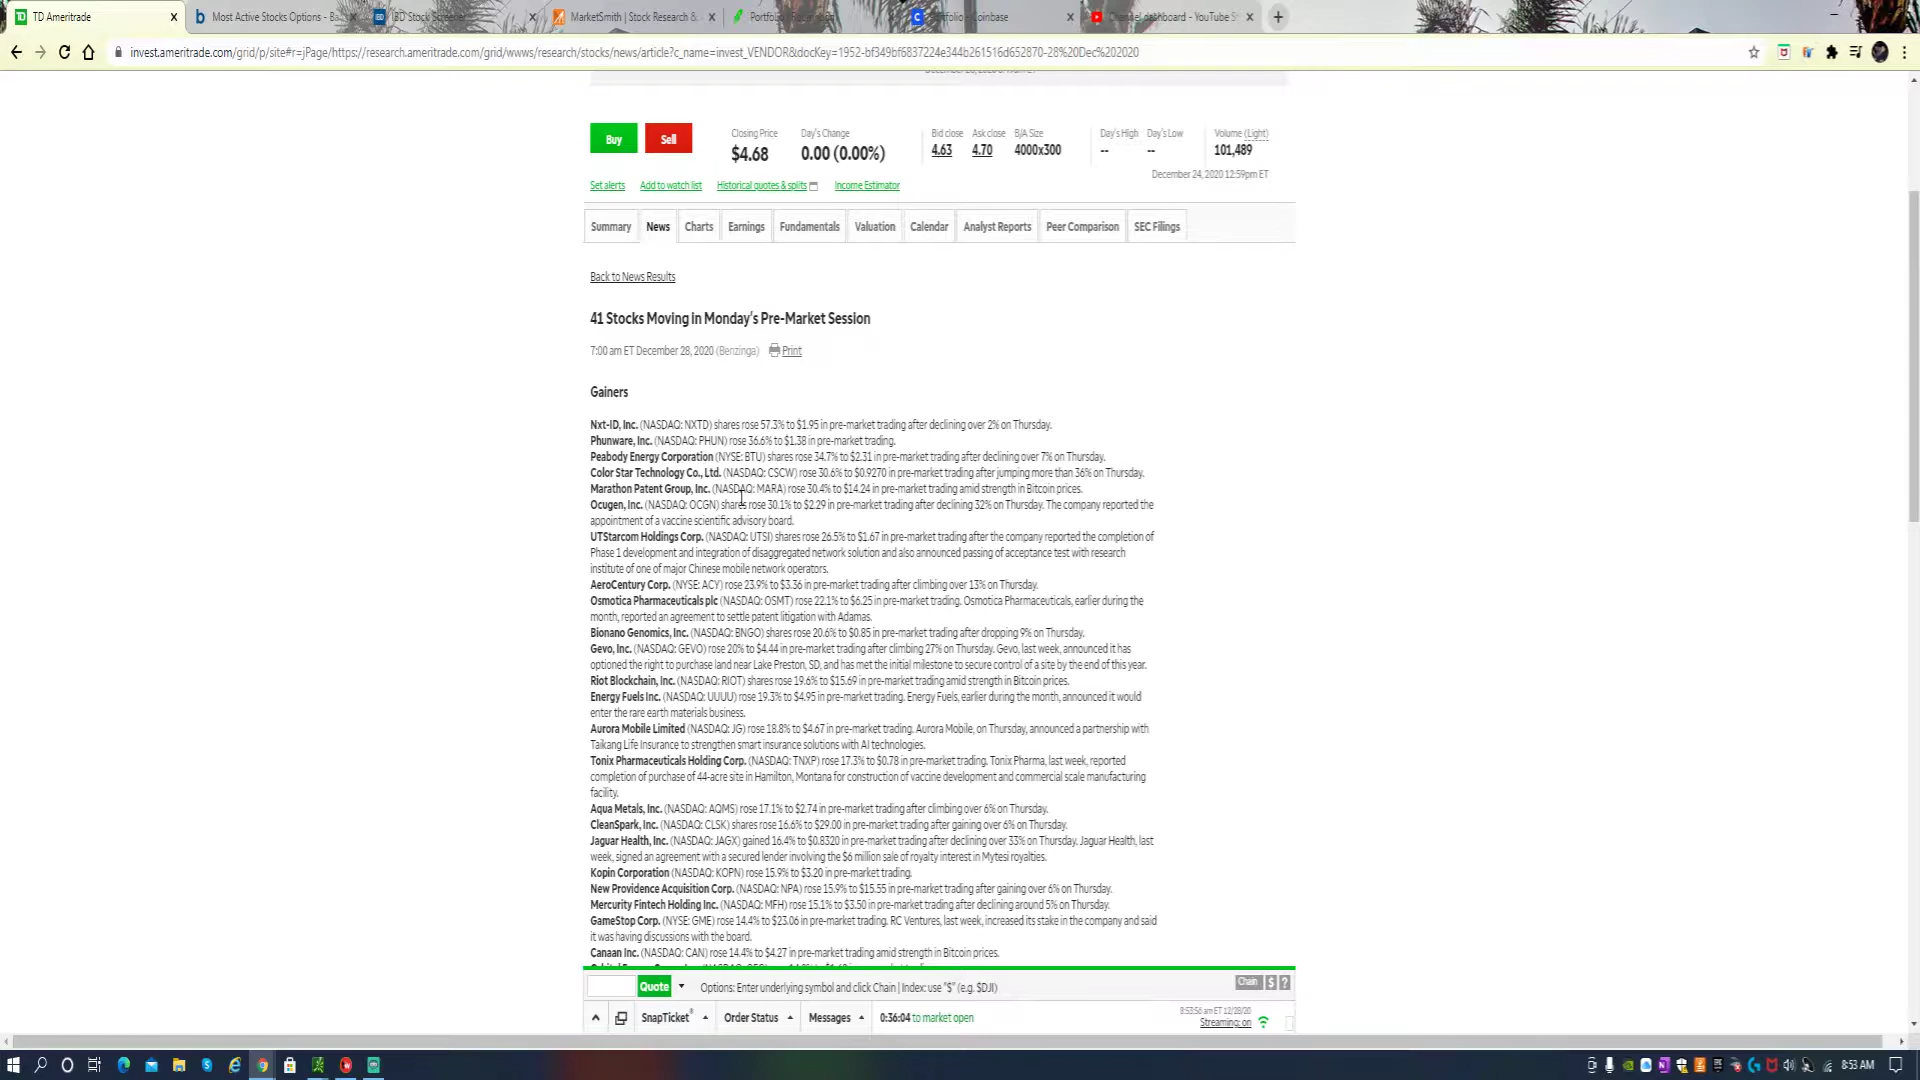 TD Ameritrade
Most Active Stocks Options - Ba
IBD Stock Screener
MarketSmith | Stock Research &
Coinbase
Channel dashboard - YouTube S
invest.ameritrade.com/grid/p/site#r=jPage/https://research.ameritrade.com/grid/wwws/research/stocks/news/article?c_name=invest_VENDOR&docKey=1952-bf349bf6837224e344b261516d652870-28%20Dec%202020
Buy
Sell
Closing Price
$4.68
Day's Change
0.00 (0.00%)
Bid close
4.63
Ask close
4.70
B/A Size
4000x300
Day's High
--
Day's Low
--
Volume (Light)
101,489
December 24, 2020 12:59pm ET
Set alerts
Add to watch list
Historical quotes & splits
Income Estimator
Summary
News
Charts
Earnings
Fundamentals
Valuation
Calendar
Analyst Reports
Peer Comparison
SEC Filings
Back to News Results
41 Stocks Moving in Monday's Pre-Market Session
7:00 am ET December 28, 2020 (Benzinga) Print
Gainers
Nxt-ID, Inc. (NASDAQ: NXTD) shares rose 57.3% to $1.95 in pre-market trading after declining over 2% on Thursday.
Phunware, Inc. (NASDAQ: PHUN) rose 36.6% to $1.38 in pre-market trading.
Peabody Energy Corporation (NYSE: BTU) shares rose 34.7% to $2.31 in pre-market trading after declining over 7% on Thursday.
Color Star Technology Co., Ltd. (NASDAQ: CSCW) rose 30.6% to $0.9270 in pre-market trading after jumping more than 36% on Thursday.
Marathon Patent Group, Inc. (NASDAQ: MARA) rose 30.4% to $14.24 in pre-market trading amid strength in Bitcoin prices.
Ocugen, Inc. (NASDAQ: OCGN) shares rose 30.1% to $2.29 in pre-market trading after declining 32% on Thursday. The company reported the
appointment of a vaccine scientific advisory board.
UTStarcom Holdings Corp. (NASDAQ: UTSI) shares rose 26.5% to $1.67 in pre-market trading after the company reported the completion of
Phase 1 development and integration of disaggregated network solution and also announced passing of acceptance test with research
institute of one of major Chinese mobile network operators.
AeroCentury Corp. (NYSE: ACY) rose 23.9% to $3.36 in pre-market trading after climbing over 13% on Thursday.
Osmotica Pharmaceuticals plc (NASDAQ: OSMT) rose 22.1% to $6.25 in pre-market trading. Osmotica Pharmaceuticals, earlier during the
month, reported an agreement to settle patent litigation with Adamas.
Bionano Genomics, Inc. (NASDAQ: BNGO) shares rose 20.6% to $0.85 in pre-market trading after dropping 9% on Thursday.
Gevo, Inc. (NASDAQ: GEVO) rose 20% to $4.44 in pre-market trading after climbing 27% on Thursday. Gevo, last week, announced it has
optioned the right to purchase land near Lake Preston, SD, and has met the initial milestone to secure control of a site by the end of this year.
Riot Blockchain, Inc. (NASDAQ: RIOT) shares rose 19.6% to $15.69 in pre-market trading amid strength in Bitcoin prices.
Energy Fuels Inc. (NASDAQ: UUUU) rose 19.3% to $4.95 in pre-market trading. Energy Fuels, earlier during the month, announced it would
enter the rare earth materials business.
Aurora Mobile Limited (NASDAQ: JG) rose 18.8% to $4.67 in pre-market trading. Aurora Mobile, on Thursday, announced a partnership with
Taikang Life Insurance to strengthen smart insurance solutions with AI technologies.
Tonix Pharmaceuticals Holding Corp. (NASDAQ: TNXP) rose 17.3% to $0.78 in pre-market trading. Tonix Pharma, last week, reported
completion of purchase of 44-acre site in Hamilton, Montana for construction of vaccine development and commercial scale manufacturing
facility.
Aqua Metals, Inc. (NASDAQ: AQMS) rose 17.1% to $2.74 in pre-market trading after climbing over 6% on Thursday.
CleanSpark, Inc. (NASDAQ: CLSK) shares rose 16.6% to $29.00 in pre-market trading after gaining over 6% on Thursday.
Jaguar Health, Inc. (NASDAQ: JAGX) gained 16.4% to $0.8320 in pre-market trading after declining over 33% on Thursday. Jaguar Health, last
week, signed an agreement with a secured lender involving the $6 million sale of royalty interest in Mytesi royalties.
Kopin Corporation (NASDAQ: KOPN) rose 15.9% to $3.20 in pre-market trading.
New Providence Acquisition Corp. (NASDAQ: NPA) rose 15.9% to $15.55 in pre-market trading after gaining over 6% on Thursday.
Mercurity Fintech Holding Inc. (NASDAQ: MFH) rose 15.1% to $3.50 in pre-market trading after declining around 5% on Thursday.
GameStop Corp. (NYSE: GME) rose 14.4% to $23.06 in pre-market trading. RC Ventures, last week, increased its stake in the company and said
it was having discussions with the board.
Canaan Inc. (NASDAQ: CAN) rose 14.4% to $4.27 in pre-market trading amid strength in Bitcoin prices.
Quote
Options: Enter underlying symbol and click Chain | Index: use "$" (e.g. $DJI)
Chain $ ?
SnapTicket®
Order Status
Messages
0:36:04 to market open
8:53:56 am ET 12/28/20
Streaming: on
8:53 AM